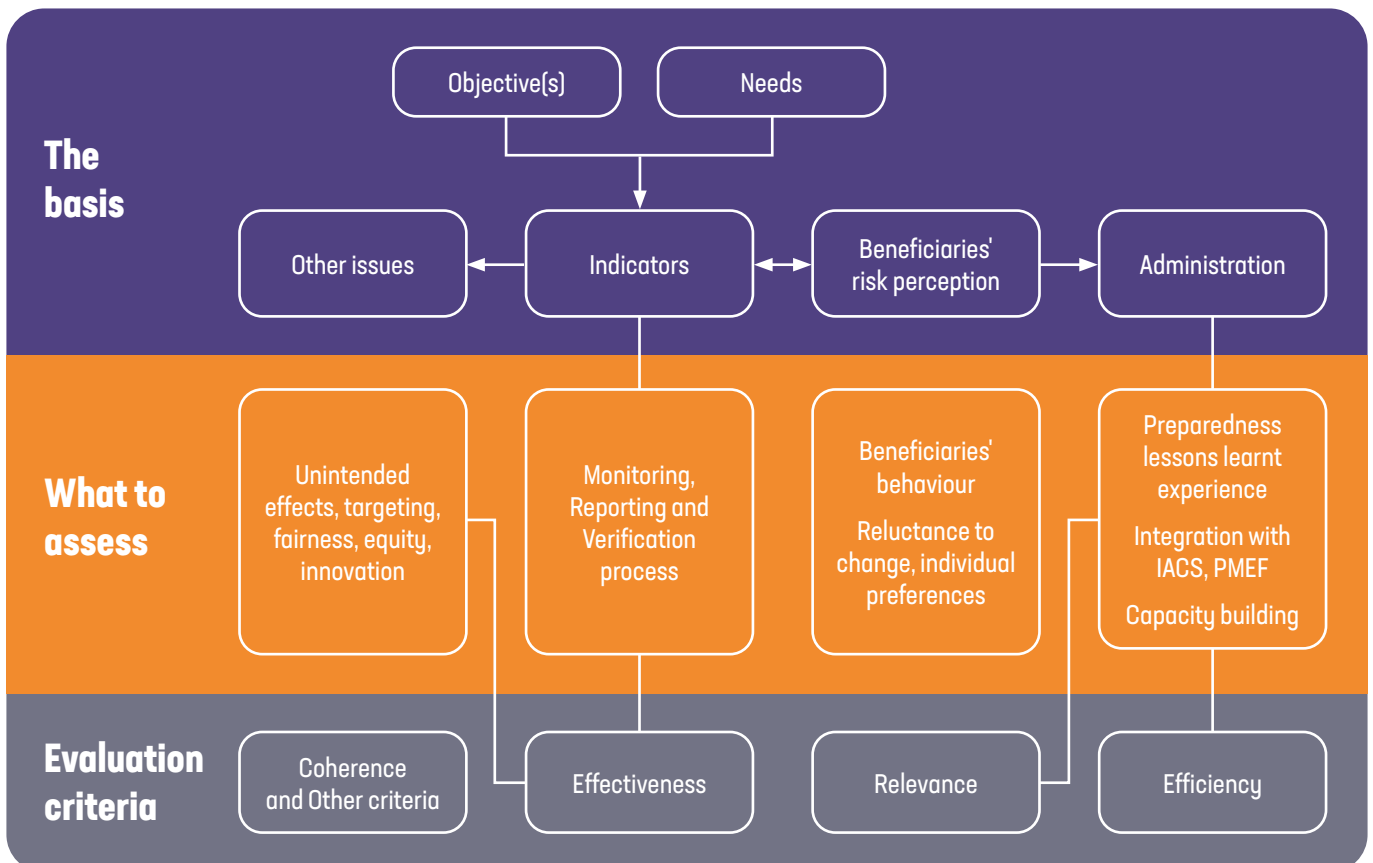 The
basis
Objective(s)
Needs
Other issues
Indicators
Beneficiaries'
risk perception
Administration
What to
assess
Unintended
effects, targeting,
fairness, equity,
innovation
Monitoring,
Reporting and
Verification
process
Beneficiaries'
behaviour
Reluctance to
change, individual
preferences
Preparedness
lessons learnt
experience
Integration with
IACS, PMEF
Capacity building
Evaluation
criteria
Coherence
and Other criteria
Effectiveness
Relevance
Efficiency